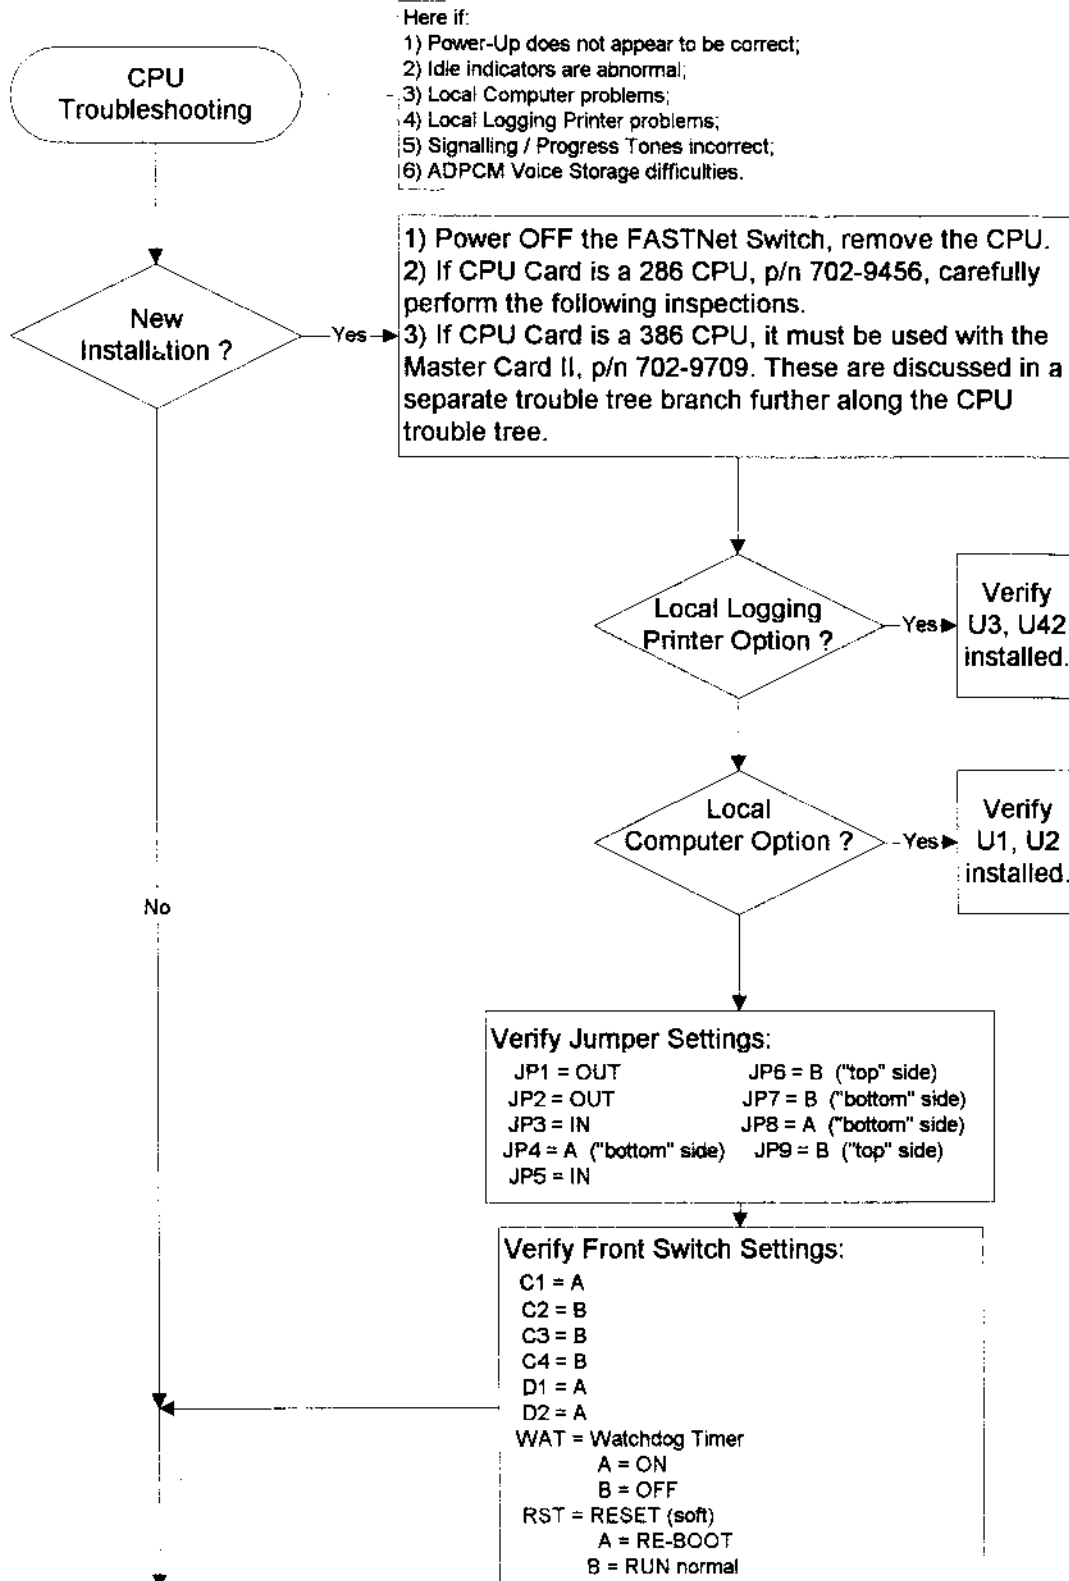 Here if:
1) Power-Up does not appear to be correct;
2) Idle indicators are abnormal;
3) Local Computer problems;
4) Local Logging Printer problems;
5) Signalling / Progress Tones incorrect;
6) ADPCM Voice Storage difficulties.
CPU
Troubleshooting
1) Power OFF the FASTNet Switch, remove the CPU.
2) If CPU Card is a 286 CPU, p/n 702-9456, carefully
perform the following inspections.
3) If CPU Card is a 386 CPU, it must be used with the
Master Card II, p/n 702-9709. These are discussed in a
separate trouble tree branch further along the CPU
trouble tree.
New
Installation ?
Yes
Local Logging
Printer Option ?
Yes
Verify
U3, U42
installed.
Local
Computer Option ?
Yes
Verify
U1, U2
installed.
No
Verify Jumper Settings:
JP1 = OUT
JP2 = OUT
JP3 = IN
JP4 = A ("bottom" side)
JP5 = IN
JP6 = B ("top" side)
JP7 = B ("bottom" side)
JP8 = A ("bottom" side)
JP9 = B ("top" side)
Verify Front Switch Settings:
C1 = A
C2 = B
C3 = B
C4 = B
D1 = A
D2 = A
WAT = Watchdog Timer
A = ON
B = OFF
RST = RESET (soft)
A = RE-BOOT
B = RUN normal